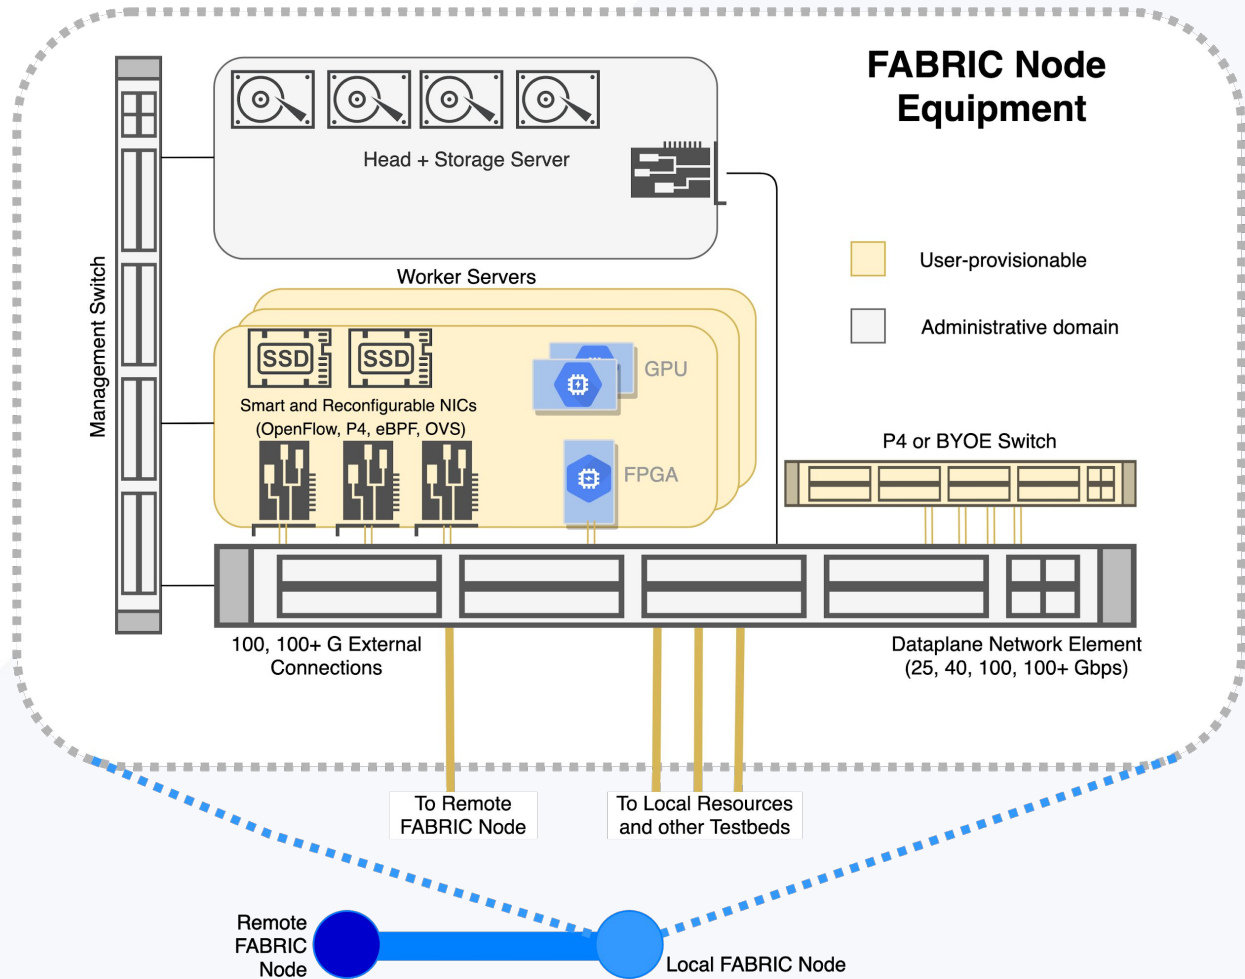 FABRIC Node
Equipment
Head + Storage Server
Management Switch
User-provisionable
Administrative domain
Worker Servers
SSD
SSD
GPU
Smart and Reconfigurable NICs
(OpenFlow, P4, eBPF, OVS)
FPGA
P4 or BYOE Switch
100, 100+ G External
Connections
Dataplane Network Element
(25, 40, 100, 100+ Gbps)
To Remote
FABRIC Node
To Local Resources
and other Testbeds
Remote
FABRIC
Node
Local FABRIC Node